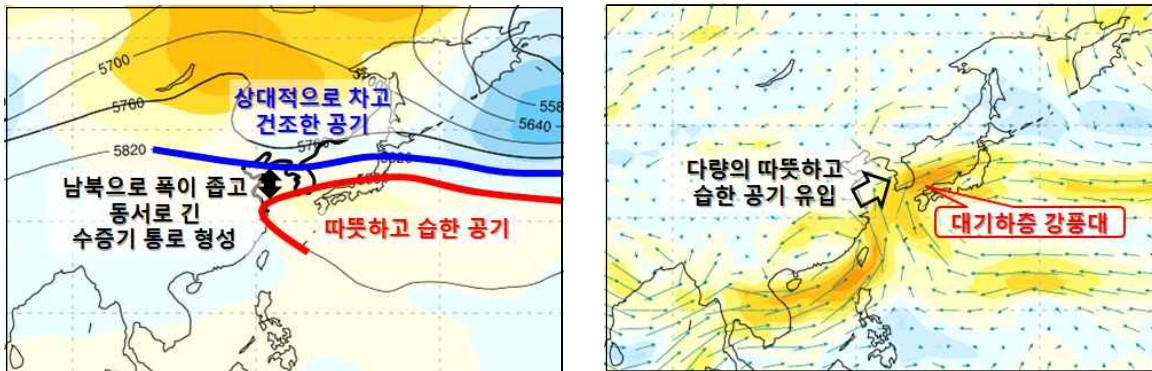 5700
5760
5820
상대적으로 차고
건조한 공기
5760
5820
558
5640
남북으로 폭이 좁고
동서로 긴
수증기 통로 형성
따뜻하고 습한 공기
다량의 따뜻하고
습한 공기 유입
대기하층 강풍대